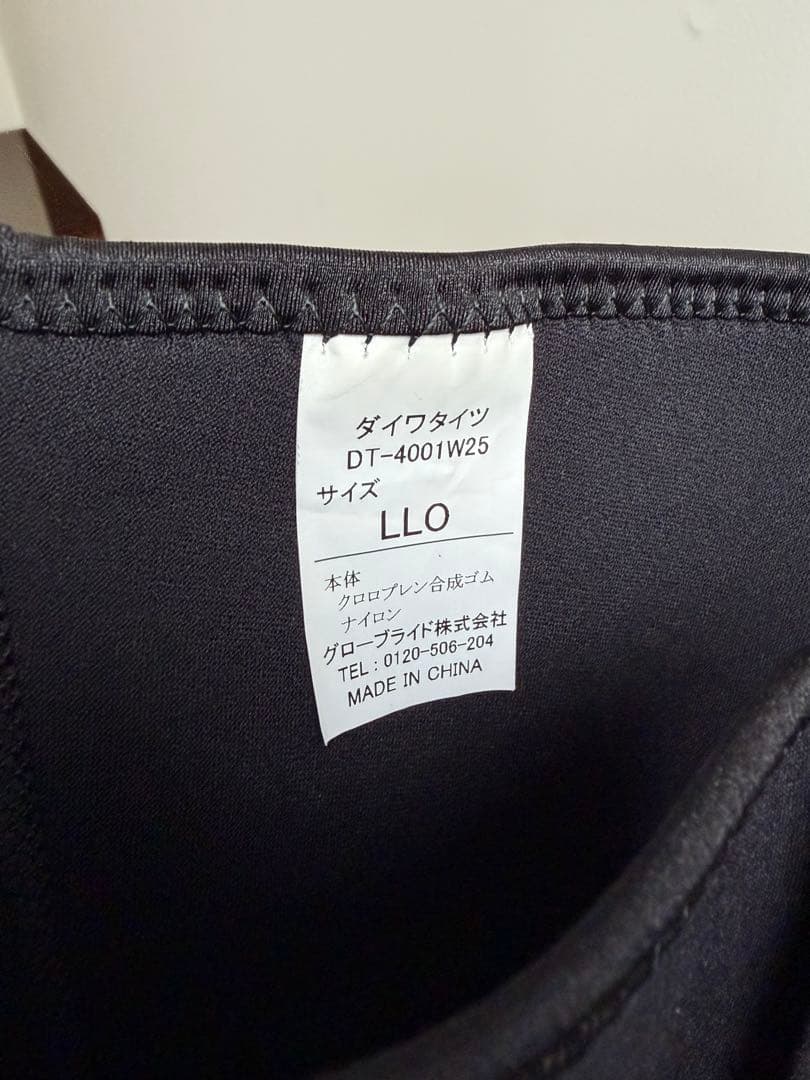 ダイワタイツ
DT-4001W25
サイズ
LLO
本体
クロロプレン合成ゴム
ナイロン
グローブライド株式会社
TEL：0120-506-204
MADE IN CHINA